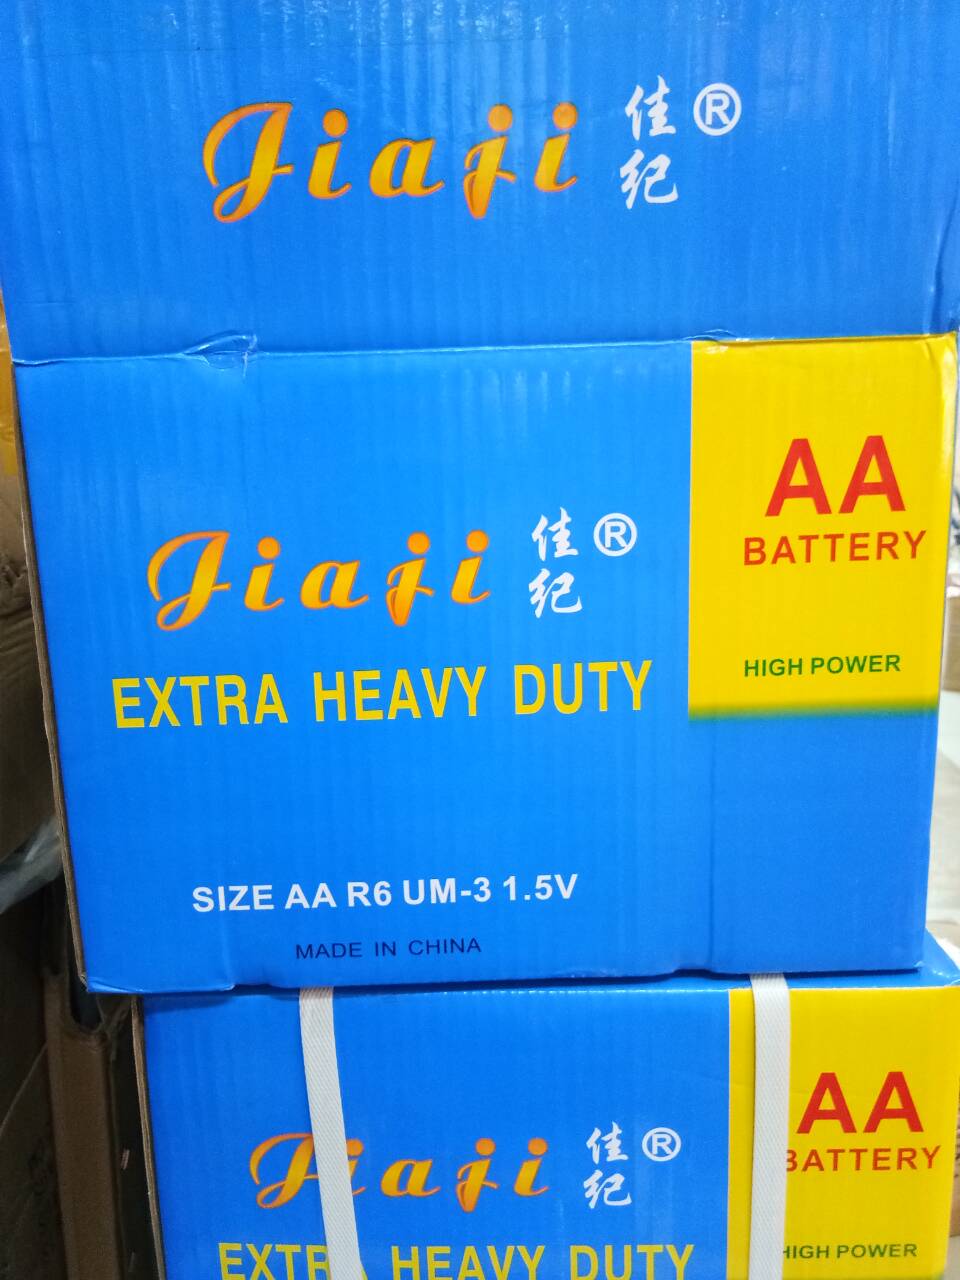 Jiaji 佳纪 ®
Jiaji 佳纪 ®
EXTRA HEAVY DUTY
AA
BATTERY
HIGH POWER
SIZE AA R6 UM-3 1.5V
MADE IN CHINA
Jiaji 佳纪 ®
EXTRA HEAVY DUTY
AA
BATTERY
HIGH POWER